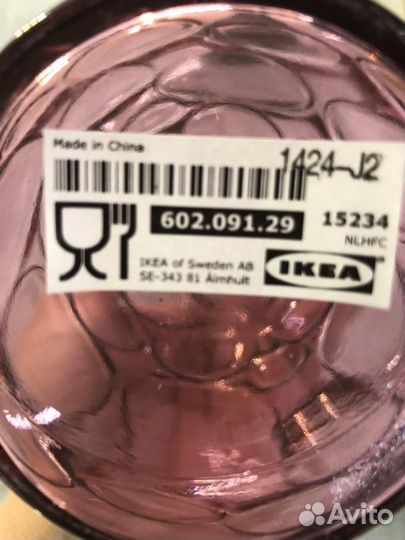 Made in China
1424-J2
602.091.29
15234
NLHFC
IKEA of Sweden AB
SE-343 81 Älmhult
IKEA
Avito